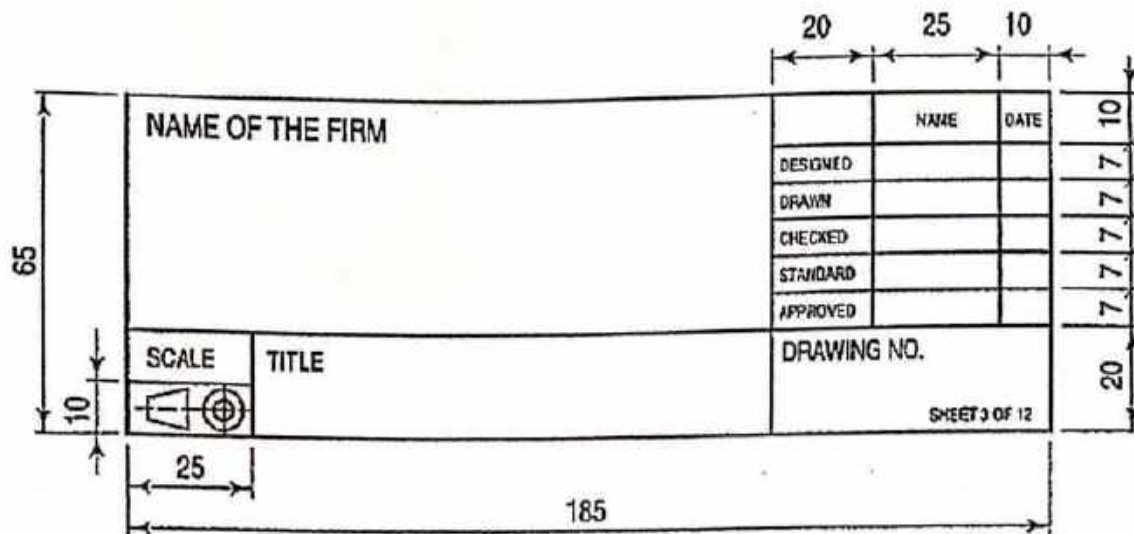 20 25 10
NAME OF THE FIRM
NAME DATE
10
DESIGNED
7
DRAWN
7
CHECKED
7
STANDARD
7
APPROVED
7
65
SCALE
TITLE
DRAWING NO.
20
10
SHEET 3 OF 12
25
185